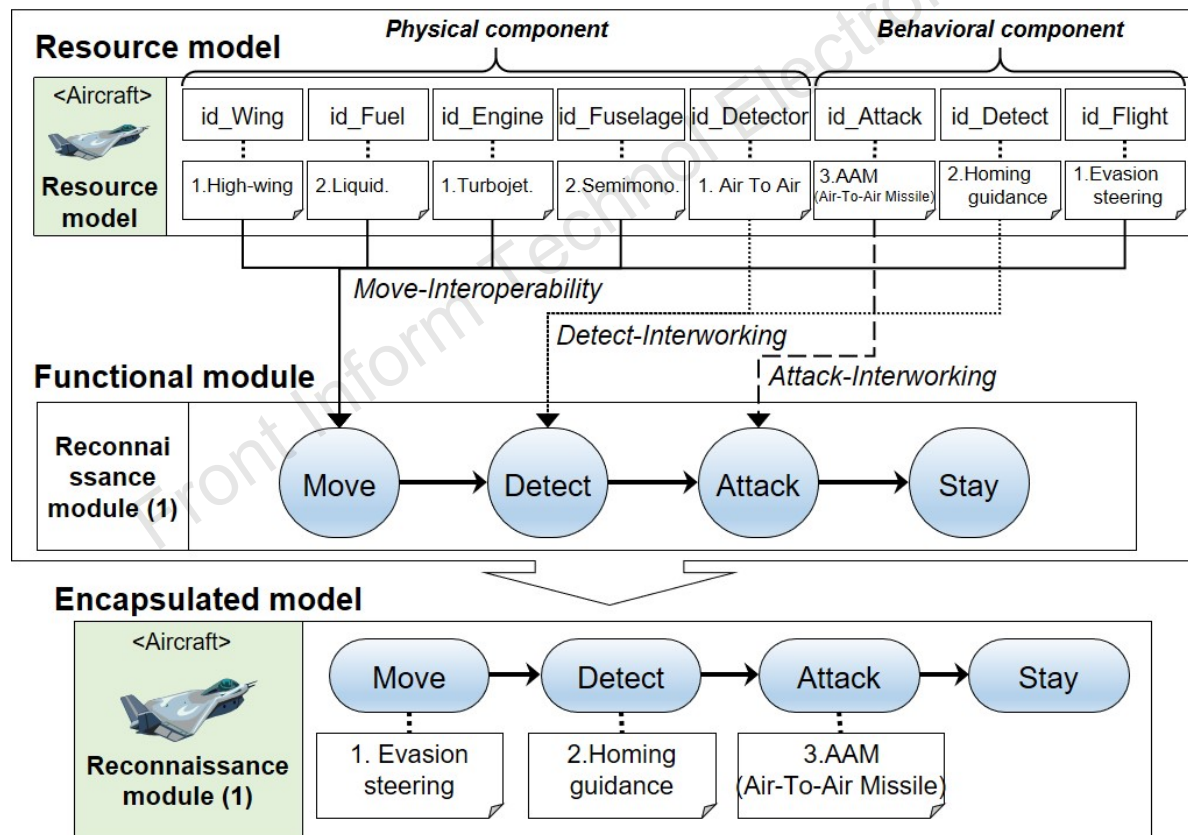 Physical component
Behavioral component
Resource model
<Aircraft>
Resource
model
id_Wing
id_Fuel
id_Engine
id_Fuselage
id_Detector
id_Attack
id_Detect
id_Flight
1.High-wing
2.Liquid.
1.Turbojet.
2.Semimono.
1. Air To Air
3.AAM
(Air-To-Air Missile)
2.Homing
guidance
1.Evasion
steering
Move-Interoperability
Detect-Interworking
Attack-Interworking
Functional module
Reconnai
ssance
module (1)
Move
Detect
Attack
Stay
Encapsulated model
<Aircraft>
Reconnaissance
module (1)
Move
Detect
Attack
Stay
1. Evasion
steering
2.Homing
guidance
3.AAM
(Air-To-Air Missile)
Front Inform Technol Electron